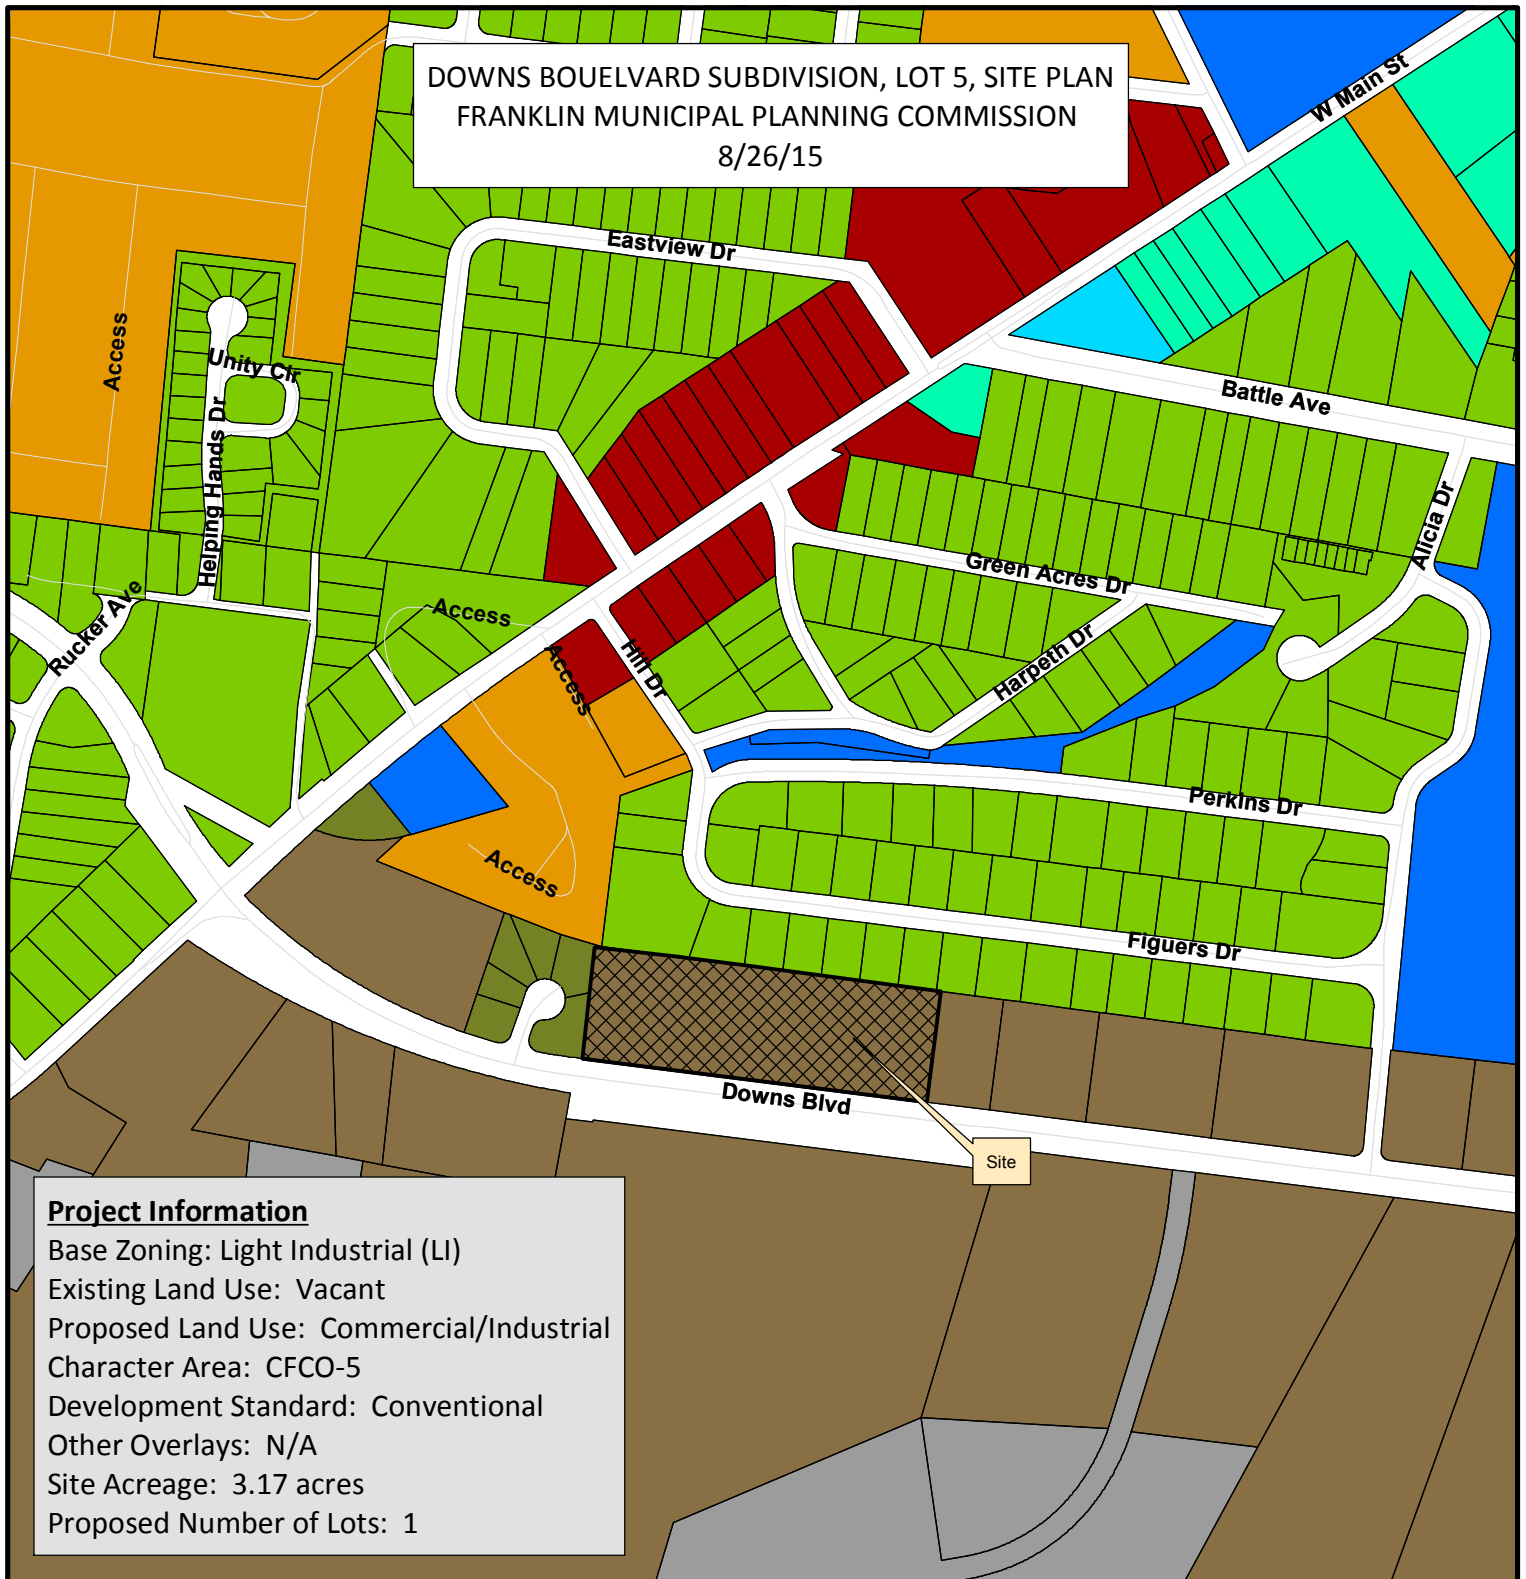 DOWNS BOUELVARD SUBDIVISION, LOT 5, SITE PLAN
FRANKLIN MUNICIPAL PLANNING COMMISSION
8/26/15
W Main St
Eastview Dr
Access
Unity Cir
Helping Hands Dr
Battle Ave
Alicia Dr
Green Acres Dr
Rucker Ave
Access
Access
Hill Dr
Harpeth Dr
Perkins Dr
Access
Figuers Dr
Downs Blvd
Site
Project Information
Base Zoning: Light Industrial (LI)
Existing Land Use: Vacant
Proposed Land Use: Commercial/Industrial
Character Area: CFCO-5
Development Standard: Conventional
Other Overlays: N/A
Site Acreage: 3.17 acres
Proposed Number of Lots: 1